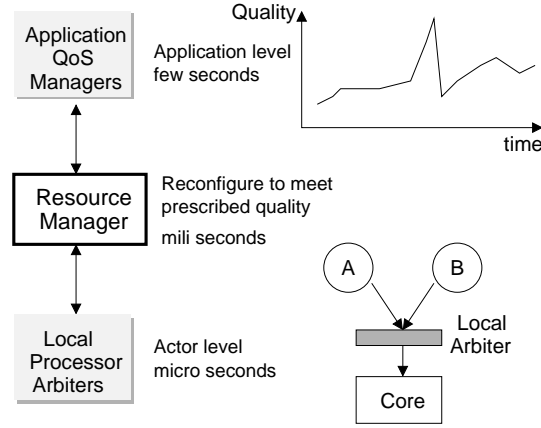 Application
QoS
Managers
Application level
few seconds
Quality
time
Resource
Manager
Reconfigure to meet
prescribed quality
mili seconds
A
B
Local
Processor
Arbiters
Actor level
micro seconds
Local
Arbiter
Core